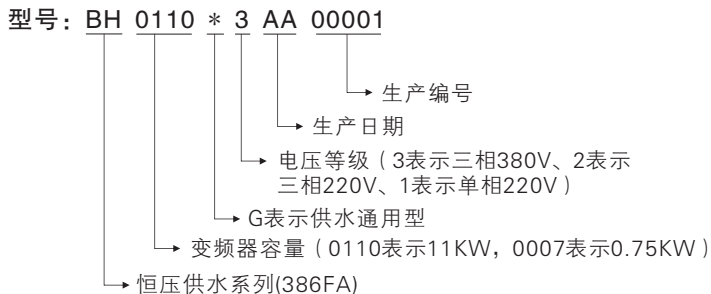 型号：BH 0110 * 3 AA 00001
生产编号
生产日期
电压等级（3表示三相380V、2表示
三相220V、1表示单相220V）
G表示供水通用型
变频器容量（0110表示11KW，0007表示0.75KW）
恒压供水系列(386FA)